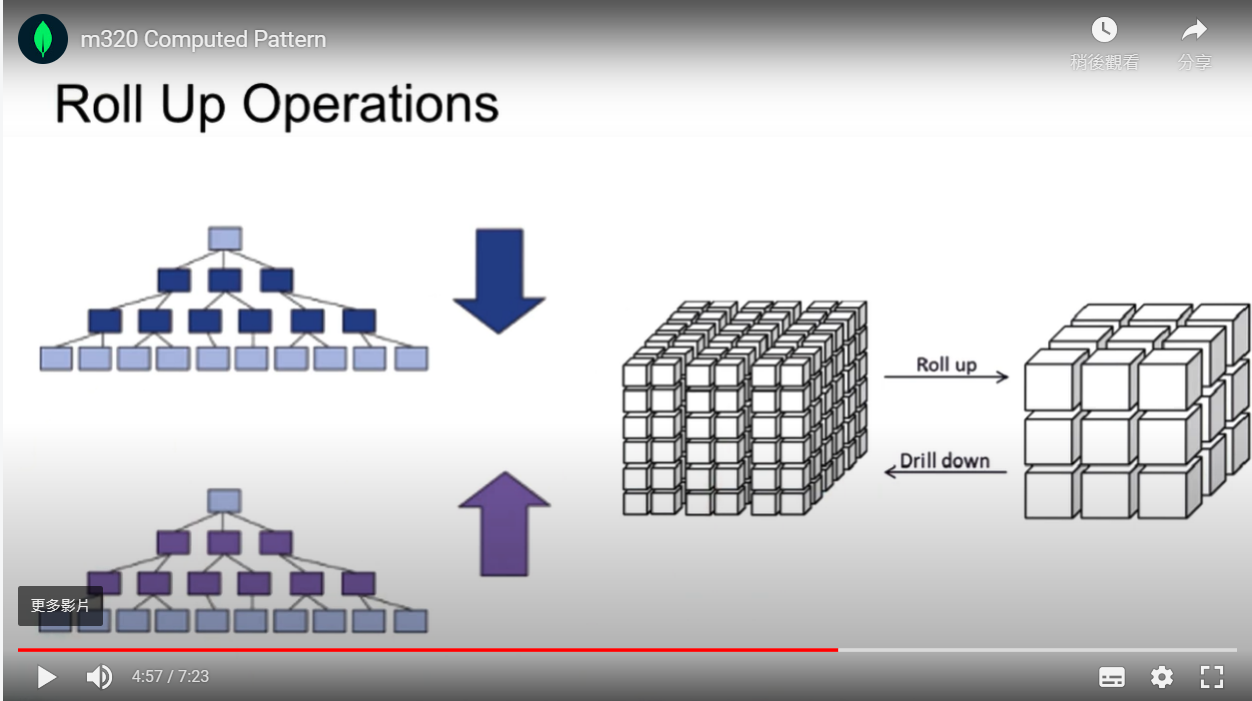 m320 Computed Pattern
稍後觀看
分享
Roll Up Operations
Roll up
Drill down
更多影片
4:57 / 7:23